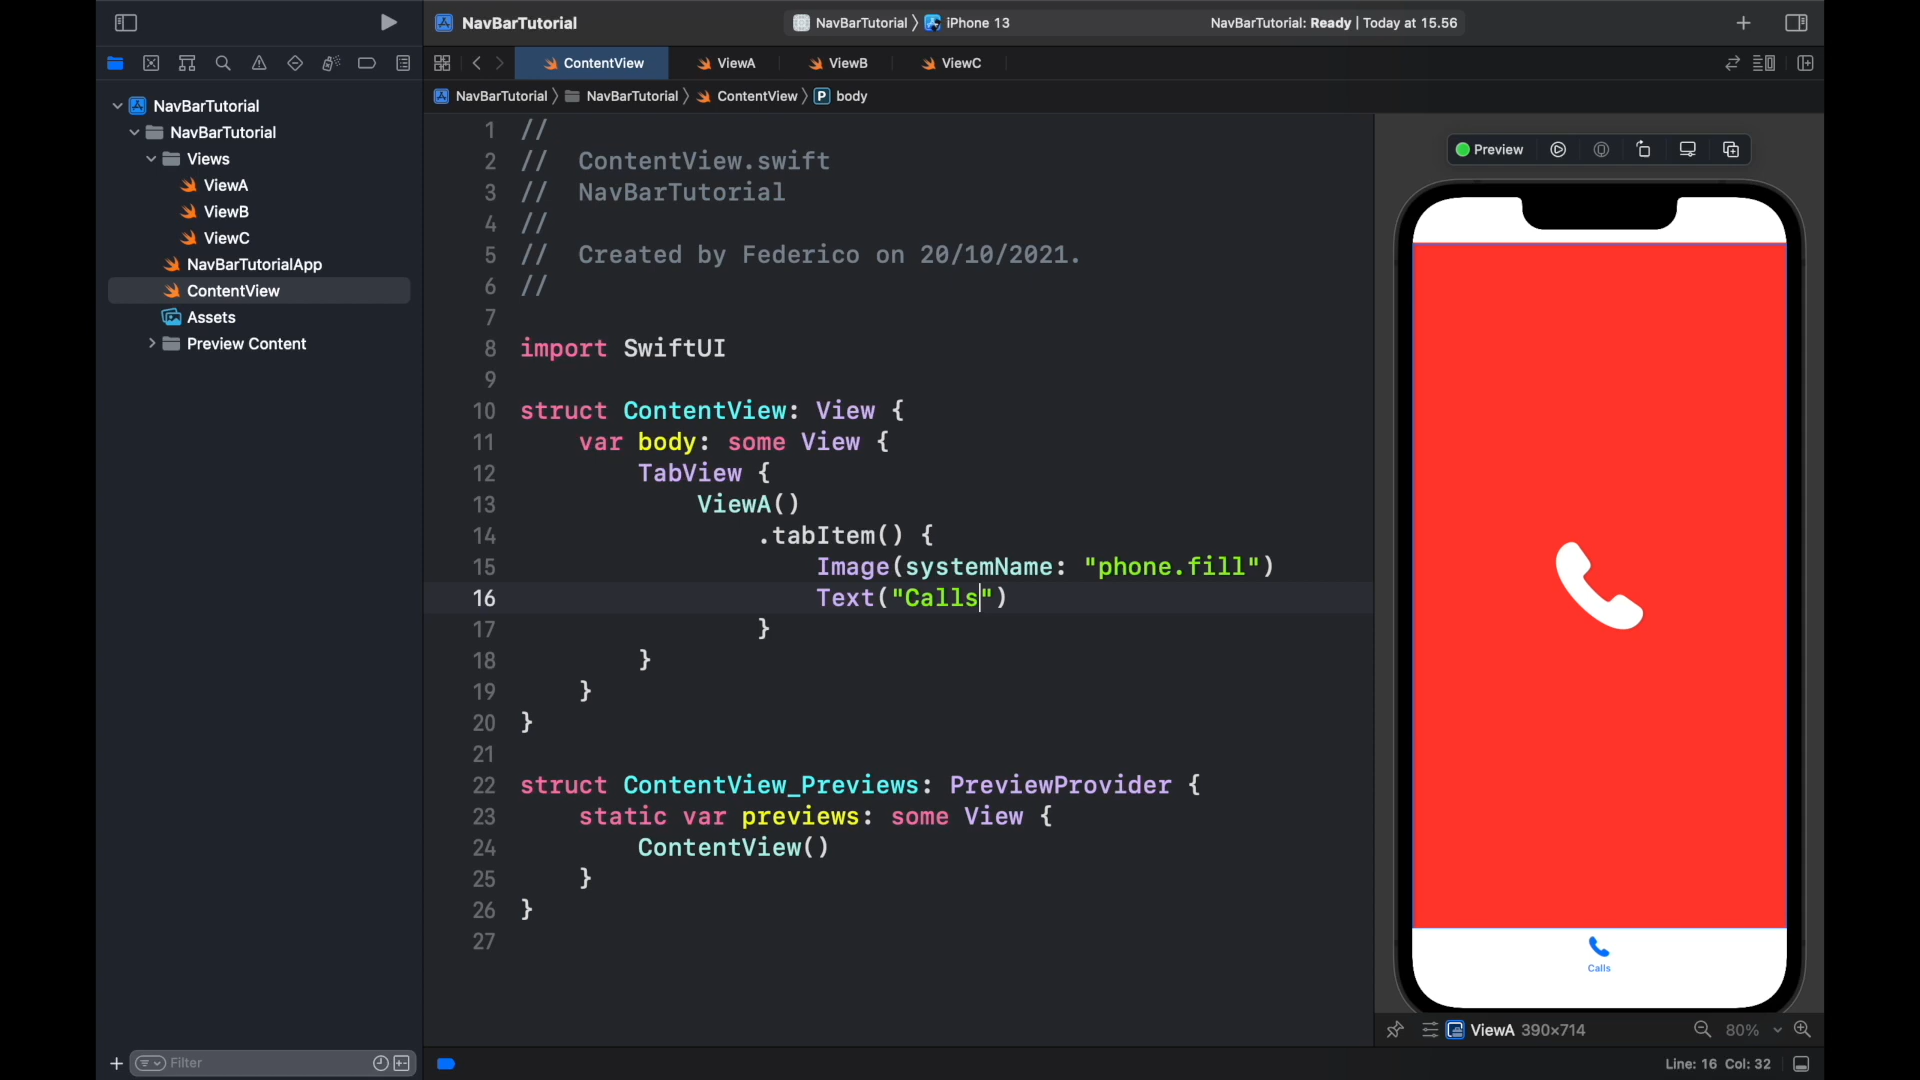 NavBarTutorial
NavBarTutorial
Views
ViewA
ViewB
ViewC
NavBarTutorialApp
ContentView
Assets
Preview Content
Filter
NavBarTutorial
NavBarTutorial 〉 iPhone 13
NavBarTutorial: Ready | Today at 15.56
ContentView
ViewA
ViewB
ViewC
NavBarTutorial 〉 NavBarTutorial 〉 ContentView 〉 P body
1 //
2 //  ContentView.swift
3 //  NavBarTutorial
4 //
5 //  Created by Federico on 20/10/2021.
6 //
7
8 import SwiftUI
9
10 struct ContentView: View {
11     var body: some View {
12         TabView {
13             ViewA()
14                 .tabItem() {
15                     Image(systemName: "phone.fill")
16                     Text("Calls")
17                 }
18         }
19     }
20 }
21
22 struct ContentView_Previews: PreviewProvider {
23     static var previews: some View {
24         ContentView()
25     }
26 }
27
Preview
Calls
ViewA 390×714
80%
Line: 16 Col: 32